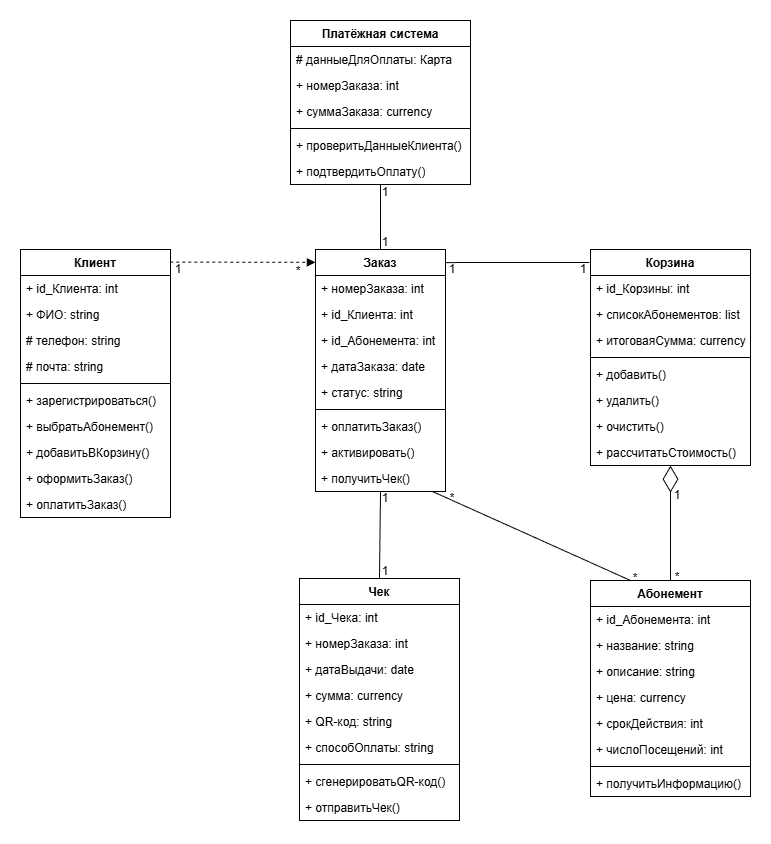 Платёжная система
# данныеДляОплаты: Карта
+ номерЗаказа: int
+ суммаЗаказа: currency
+ проверитьДанныеКлиента()
+ подтвердитьОплату()
1
1
Клиент
+ id_Клиента: int
+ ФИО: string
# телефон: string
# почта: string
+ зарегистрироваться()
+ выбратьАбонемент()
+ добавитьВКорзину()
+ оформитьЗаказ()
+ оплатитьЗаказ()
1
*
Заказ
+ номерЗаказа: int
+ id_Клиента: int
+ id_Абонемента: int
+ датаЗаказа: date
+ статус: string
+ оплатитьЗаказ()
+ активировать()
+ получитьЧек()
1
1
Корзина
+ id_Корзины: int
+ списокАбонементов: list
+ итоговаяСумма: currency
+ добавить()
+ удалить()
+ очистить()
+ рассчитатьСтоимость()
1
*
1
1
*
*
Чек
+ id_Чека: int
+ номерЗаказа: int
+ датаВыдачи: date
+ сумма: currency
+ QR-код: string
+ способОплаты: string
+ сгенерироватьQR-код()
+ отправитьЧек()
Абонемент
+ id_Абонемента: int
+ название: string
+ описание: string
+ цена: currency
+ срокДействия: int
+ числоПосещений: int
+ получитьИнформацию()